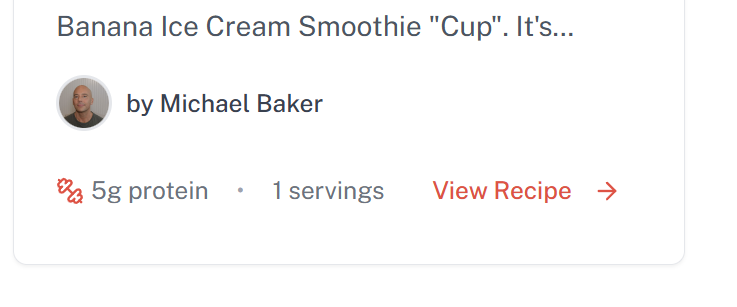 Banana Ice Cream Smoothie "Cup". It's...
by Michael Baker
5g protein • 1 servings View Recipe →